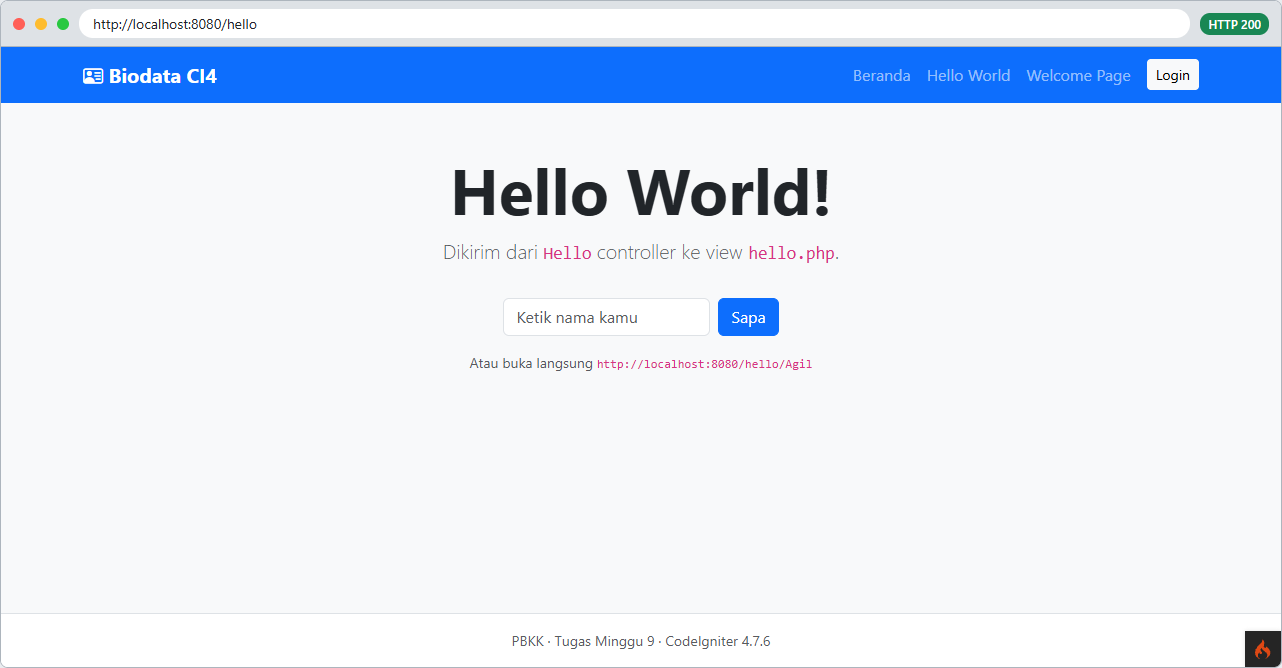 http://localhost:8080/hello
HTTP 200
Biodata CI4
Beranda
Hello World
Welcome Page
Login
Hello World!
Dikirim dari Hello controller ke view hello.php.
Ketik nama kamu
Sapa
Atau buka langsung http://localhost:8080/hello/Agil
PBKK · Tugas Minggu 9 · CodeIgniter 4.7.6